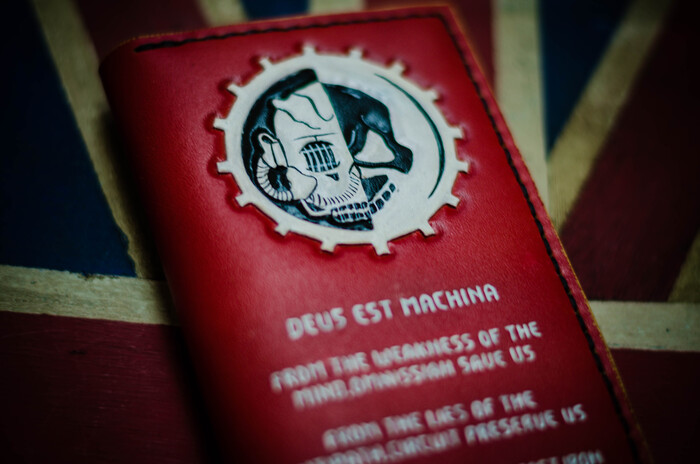 DEUS EST MACHINA
FROM THE WEAKNESS OF THE
MIND,OMNISSIAH SAVE US
FROM THE LIES OF THE
CIRCUIT PRESERVE US